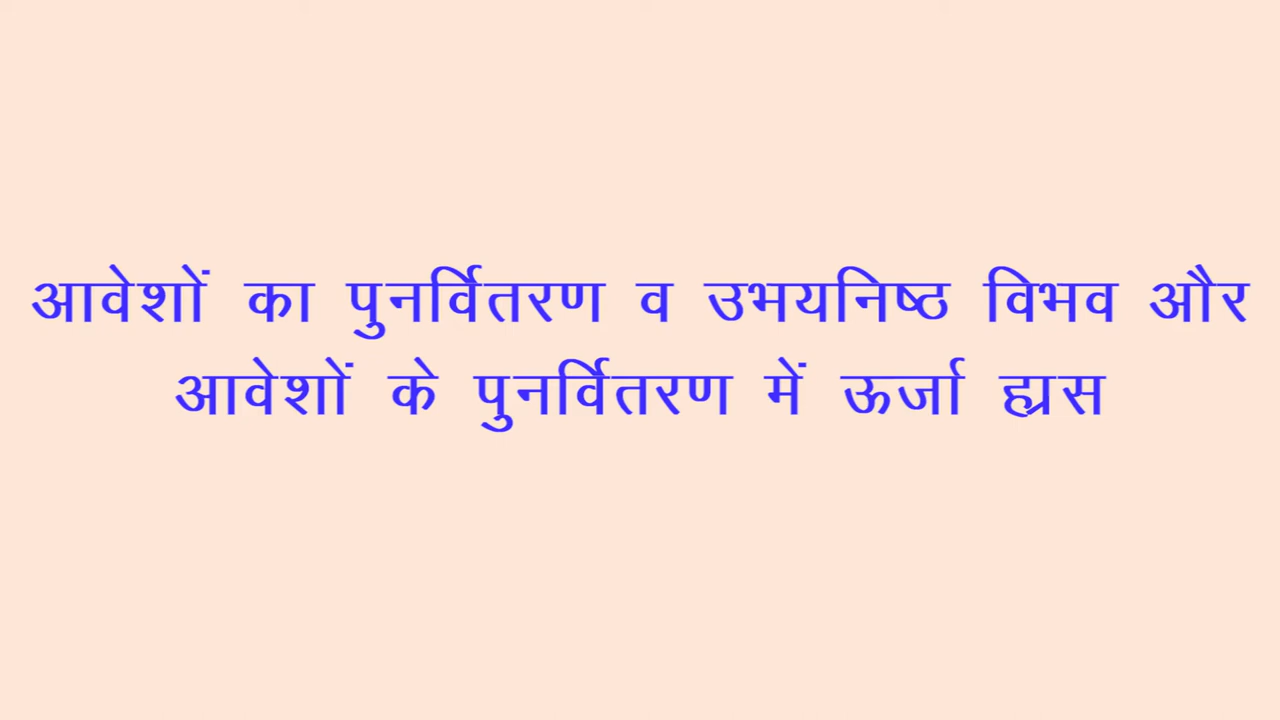 आवेशों का पुनर्वितरण व उभयनिष्ठ विभव और
आवेशों के पुनर्वितरण में ऊर्जा ह्रास